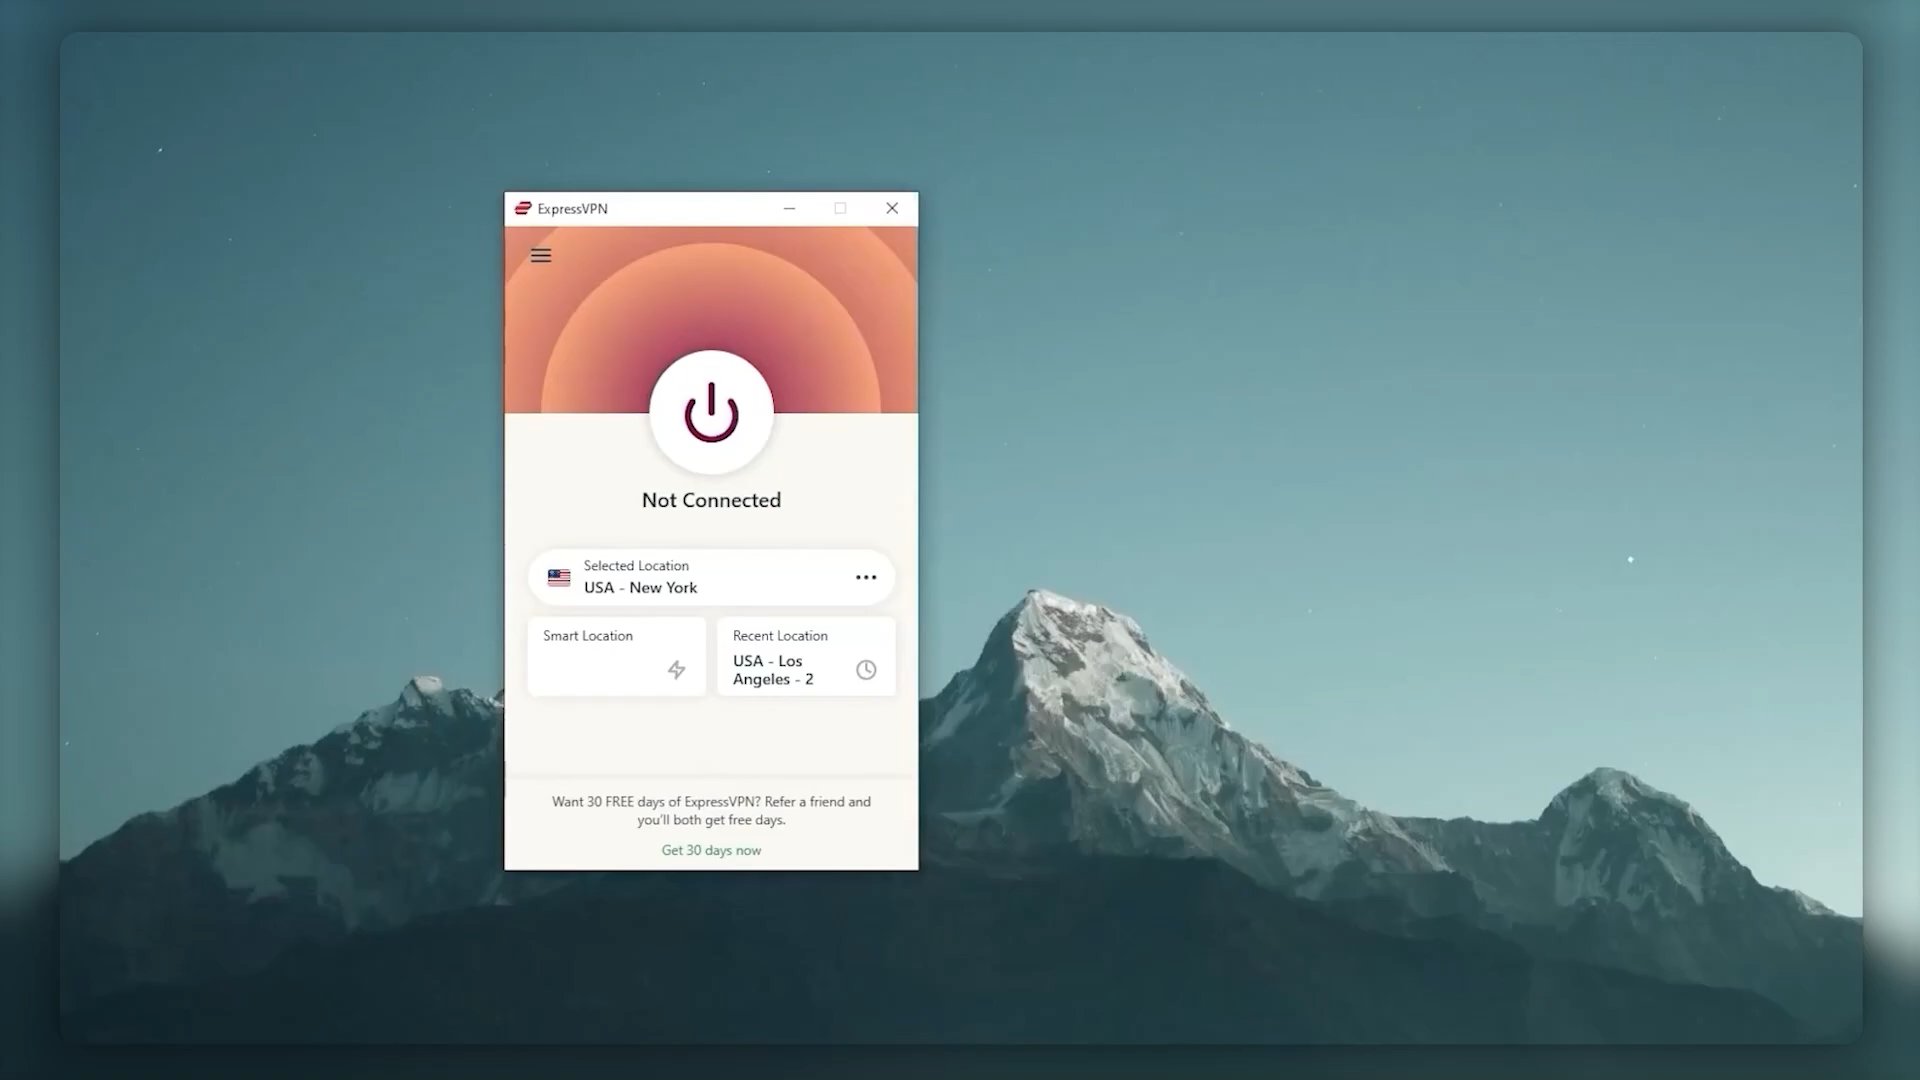 ExpressVPN
Not Connected
Selected Location
USA - New York
Smart Location
Recent Location
USA - Los
Angeles - 2
Want 30 FREE days of ExpressVPN? Refer a friend and
you'll both get free days.
Get 30 days now